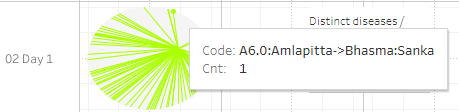 Distinct diseases /
02 Day 1
Code: A6.0:Amlapitta->Bhasma:Sanka
Cnt: 1